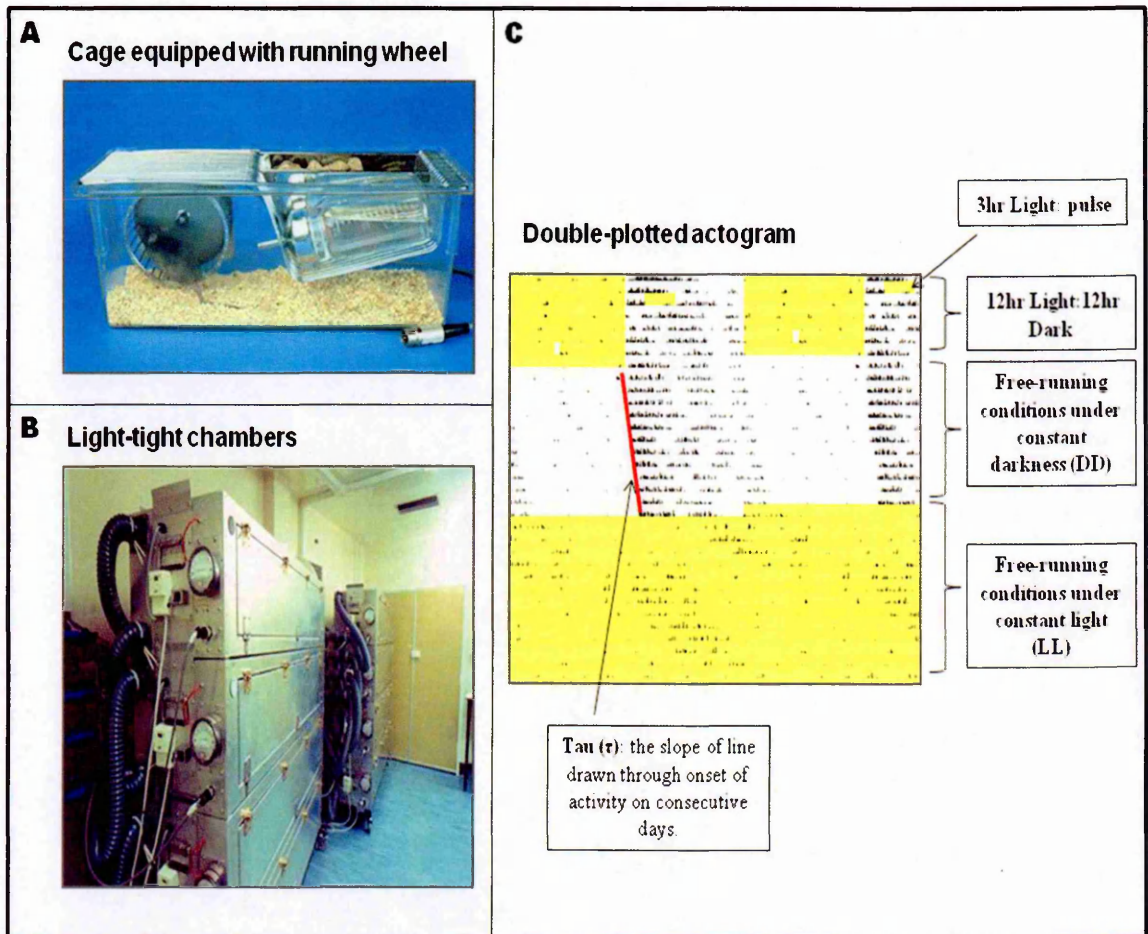 A
Cage equipped with running wheel
B
Light-tight chambers
C
Double-plotted actogram
3hr Light: pulse
12hr Light:12hr
Dark
Free-running
conditions under
constant
darkness (DD)
Free-running
conditions under
constant light
(LL)
Tau (τ): the slope of line
drawn through onset of
activity on consecutive
days.